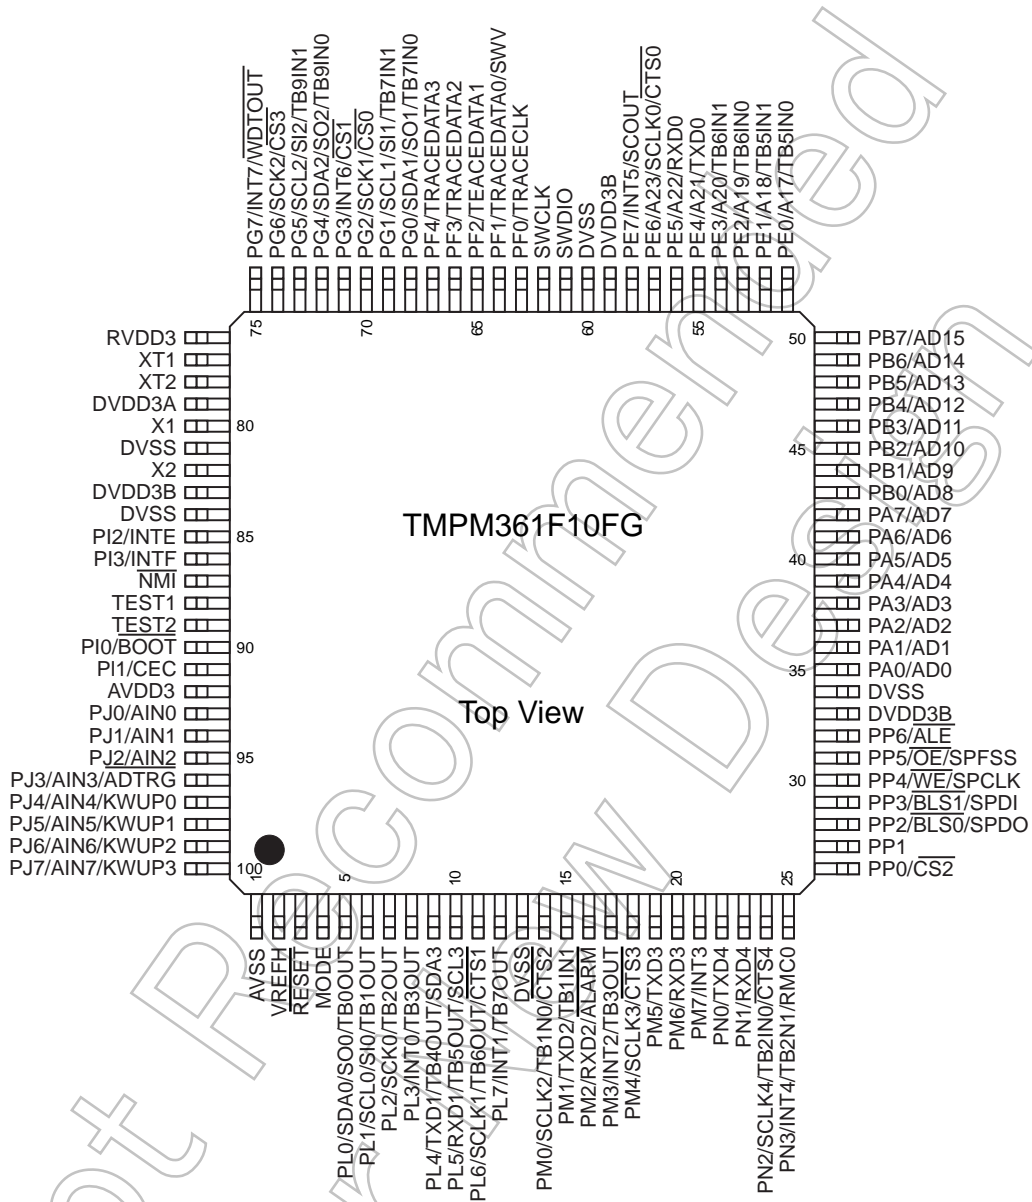 PG7/INT7/WDTOUT
PG6/SCK2/CS3
PG5/SCL2/SI2/TB9IN1
PG4/SDA2/SO2/TB9IN0
PG3/INT6/CS1
PG2/SCK1/CS0
PG1/SCL1/SI1/TB7IN1
PG0/SDA1/SO1/TB7IN0
PF4/TRACEDATA3
PF3/TRACEDATA2
PF2/TEACEDATA1
PF1/TRACEDATA0/SWV
PF0/TRACECLK
SWCLK
SWDIO
DVSS
DVDD3B
PE7/INT5/SCOUT
PE6/A23/SCLK0/CTS0
PE5/A22/RXD0
PE4/A21/TXD0
PE3/A20/TB6IN1
PE2/A19/TB6IN0
PE1/A18/TB5IN1
PE0/A17/TB5IN0
75
70
65
60
55
RVDD3
XT1
XT2
DVDD3A
X1
DVSS
X2
DVDD3B
DVSS
PI2/INTE
PI3/INTF
NMI
TEST1
TEST2
PI0/BOOT
PI1/CEC
AVDD3
PJ0/AIN0
PJ1/AIN1
PJ2/AIN2
PJ3/AIN3/ADTRG
PJ4/AIN4/KWUP0
PJ5/AIN5/KWUP1
PJ6/AIN6/KWUP2
PJ7/AIN7/KWUP3
80
85
90
95
100
TMPM361F10FG
Top View
50
45
40
35
30
PB7/AD15
PB6/AD14
PB5/AD13
PB4/AD12
PB3/AD11
PB2/AD10
PB1/AD9
PB0/AD8
PA7/AD7
PA6/AD6
PA5/AD5
PA4/AD4
PA3/AD3
PA2/AD2
PA1/AD1
PA0/AD0
DVSS
DVDD3B
PP6/ALE
PP5/OE/SPFSS
PP4/WE/SPCLK
PP3/BLS1/SPDI
PP2/BLS0/SPDO
PP1
PP0/CS2
1
5
10
15
20
25
AVSS
VREFH
RESET
MODE
PL0/SDA0/SO0/TB0OUT
PL1/SCL0/SI0/TB1OUT
PL2/SCK0/TB2OUT
PL3/INT0/TB3OUT
PL4/TXD1/TB4OUT/SDA3
PL5/RXD1/TB5OUT/SCL3
PL6/SCLK1/TB6OUT/CTS1
PL7/INT1/TB7OUT
DVSS
PM0/SCLK2/TB1N0/CTS2
PM1/TXD2/TB1IN1
PM2/RXD2/ALARM
PM3/INT2/TB3OUT
PM4/SCLK3/CTS3
PM5/TXD3
PM6/RXD3
PM7/INT3
PN0/TXD4
PN1/RXD4
PN2/SCLK4/TB2IN0/CTS4
PN3/INT4/TB2N1/RMC0
ot Recommended
r New Design